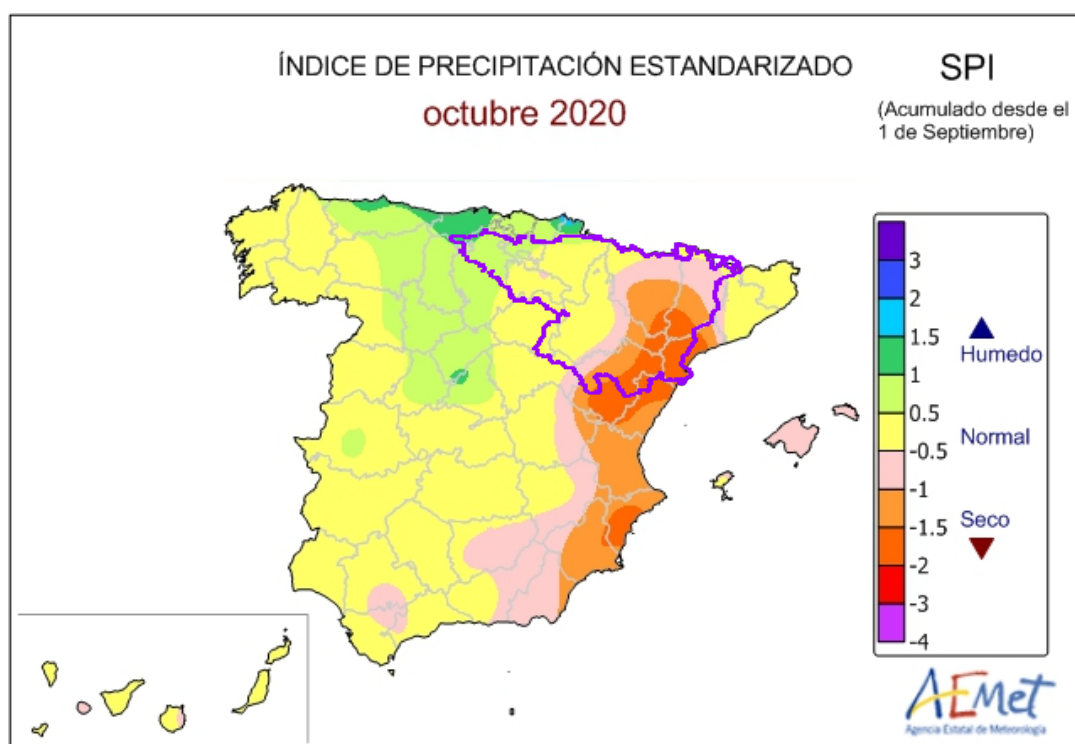 ÍNDICE DE PRECIPITACIÓN ESTANDARIZADO
octubre 2020
SPI
(Acumulado desde el
1 de Septiembre)
3
2
1.5
1
0.5
-0.5
-1
-1.5
-2
-3
-4
Humedo
Normal
Seco
AEMet
Agencia Estatal de Meteorología